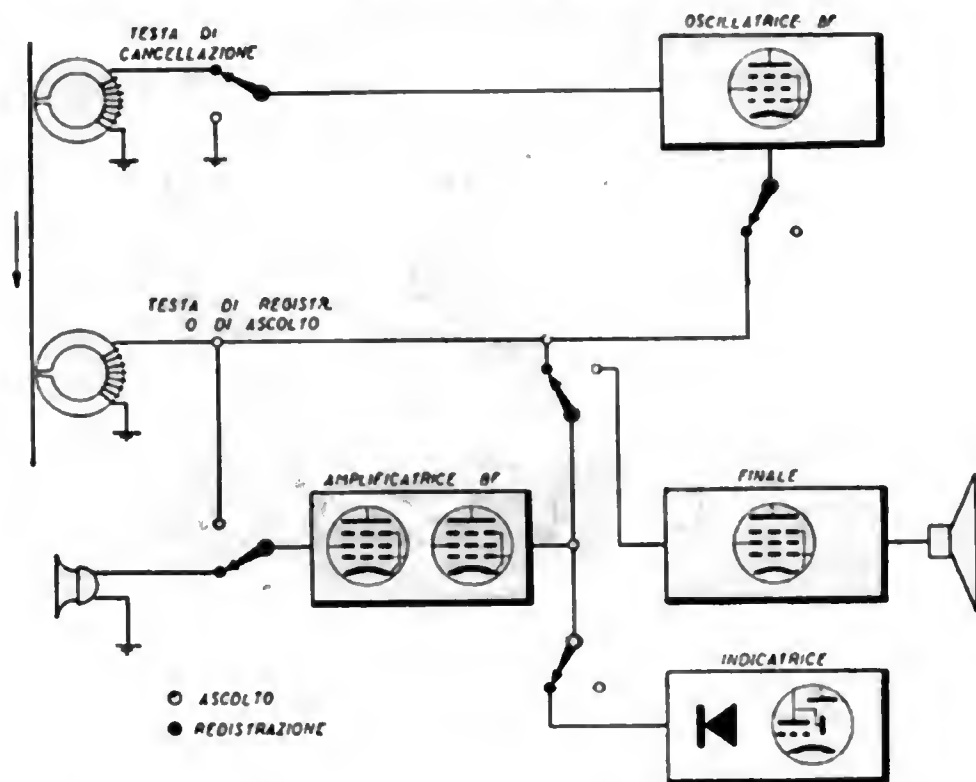 TESTA DI
CANCELLAZIONE
OSCILLATRICE BF
TESTA DI REGISTR.
O DI ASCOLTO
AMPLIFICATRICE BF
FINALE
INDICATRICE
ASCOLTO
REGISTRAZIONE